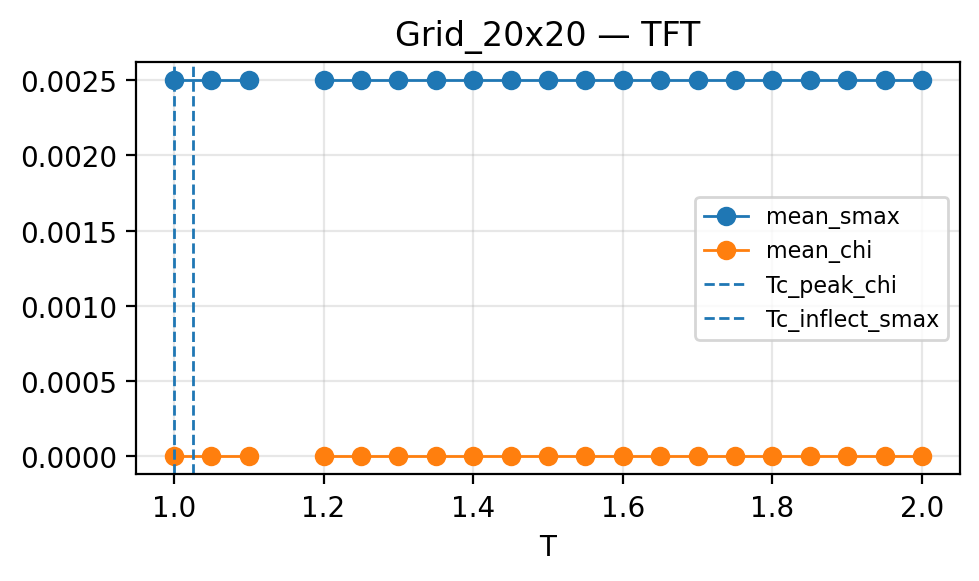 Grid_20x20 — TFT
0.0025
0.0020
0.0015
0.0010
0.0005
0.0000
mean_smax
mean_chi
Tc_peak_chi
Tc_inflect_smax
1.0 1.2 1.4 1.6 1.8 2.0
T